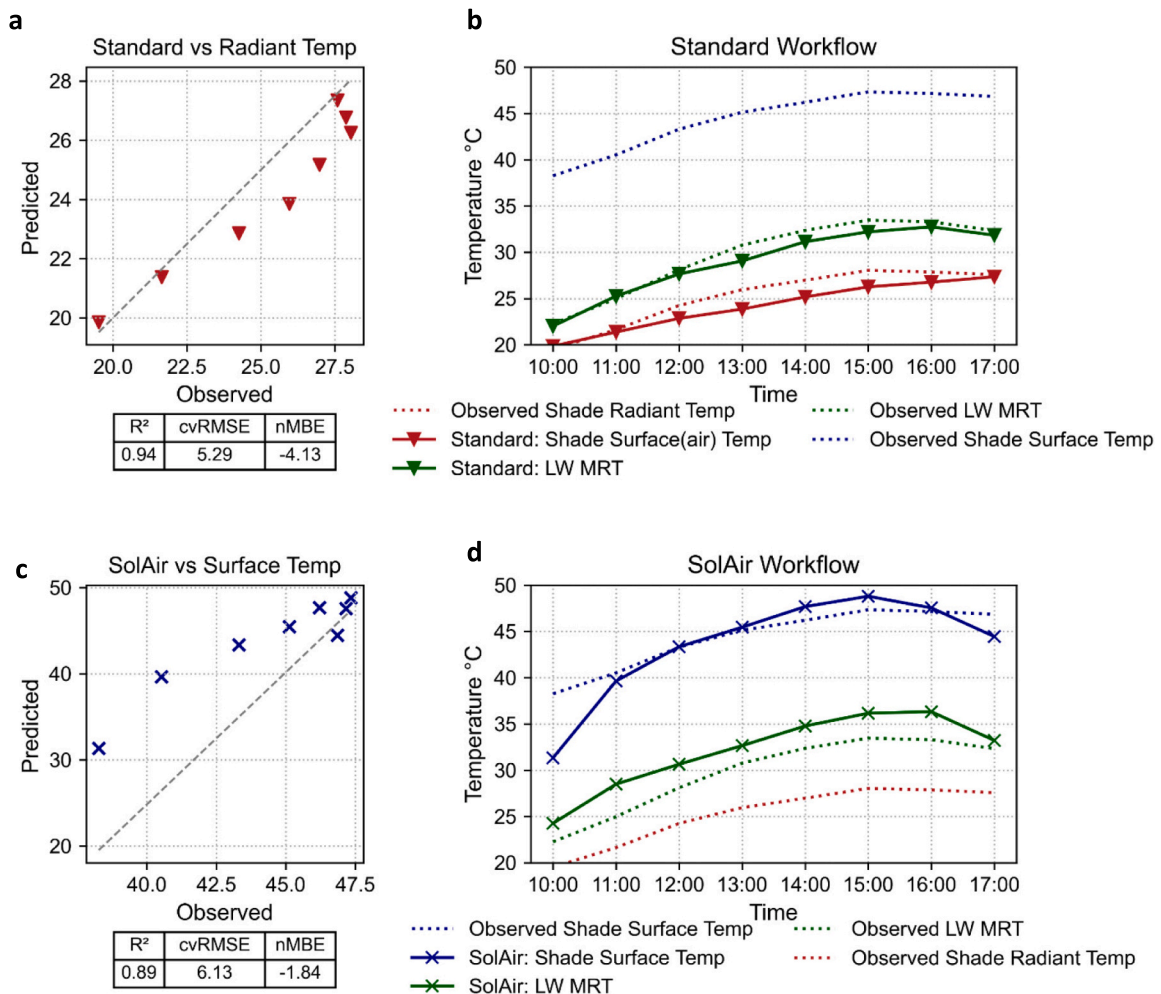 a
Standard vs Radiant Temp
28
26
24
22
20
Predicted
20.0 22.5 25.0 27.5
Observed
R² cvRMSE nMBE
0.94 5.29 -4.13
b
Standard Workflow
50
45
40
35
30
25
20
Temperature °C
10:00 11:00 12:00 13:00 14:00 15:00 16:00 17:00
Time
Observed Shade Radiant Temp
Standard: Shade Surface(air) Temp
Standard: LW MRT
Observed LW MRT
Observed Shade Surface Temp
c
SolAir vs Surface Temp
50
40
30
20
Predicted
40.0 42.5 45.0 47.5
Observed
R² cvRMSE nMBE
0.89 6.13 -1.84
d
SolAir Workflow
50
45
40
35
30
25
20
Temperature °C
10:00 11:00 12:00 13:00 14:00 15:00 16:00 17:00
Time
Observed Shade Surface Temp
SolAir: Shade Surface Temp
SolAir: LW MRT
Observed LW MRT
Observed Shade Radiant Temp